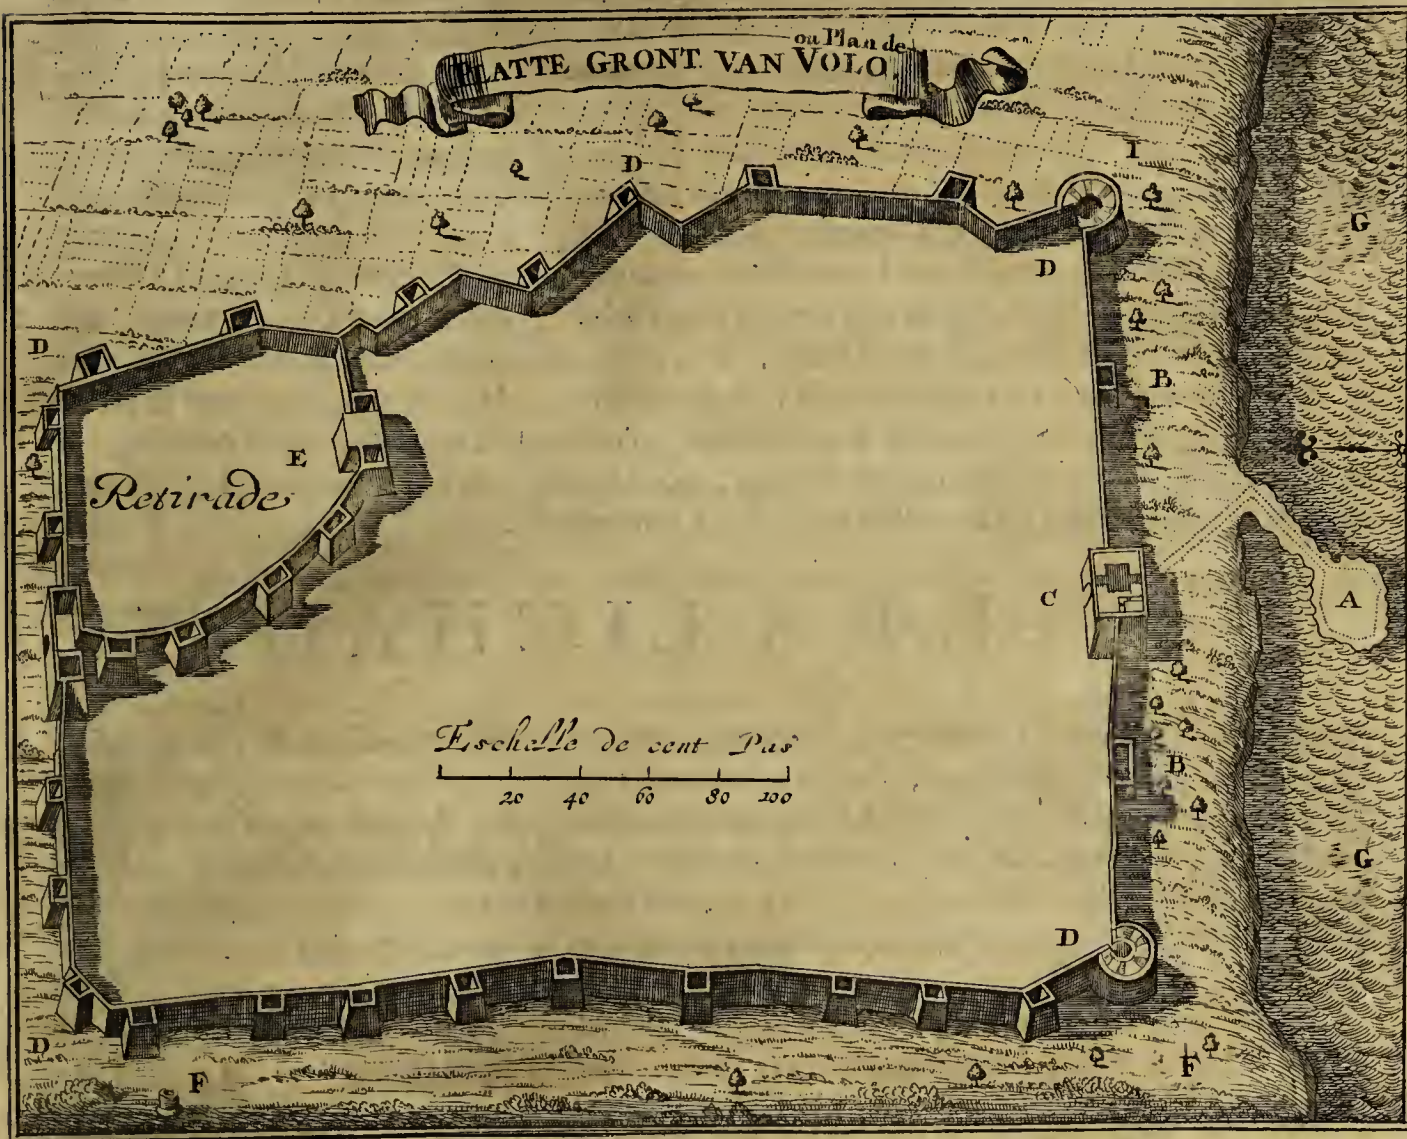 ou Plan de
PLATTE GRONT VAN VOLO
D
I
G
D
D
B
E
Retirade
C
A
Eschelle de cent Pas
20 40 60 80 100
B
G
D
D
F
F